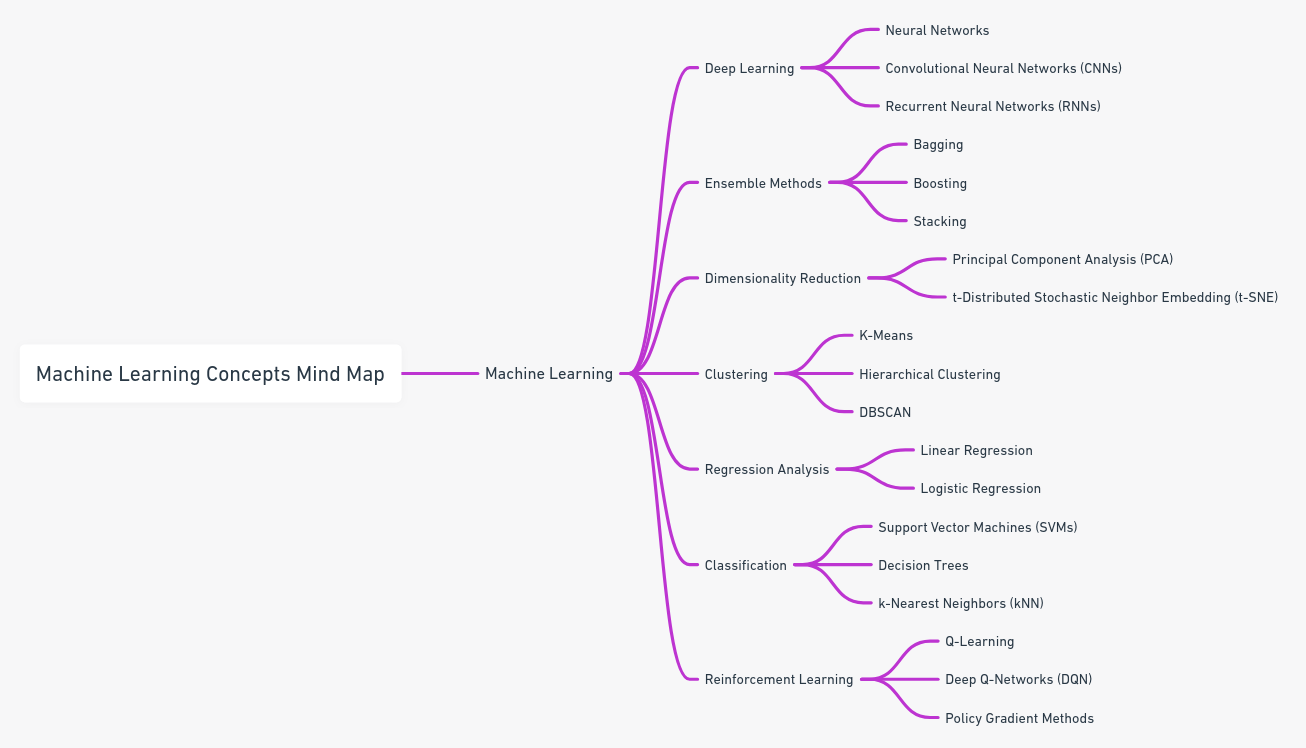 Machine Learning Concepts Mind Map
Machine Learning
Deep Learning
Neural Networks
Convolutional Neural Networks (CNNs)
Recurrent Neural Networks (RNNs)
Ensemble Methods
Bagging
Boosting
Stacking
Dimensionality Reduction
Principal Component Analysis (PCA)
t-Distributed Stochastic Neighbor Embedding (t-SNE)
Clustering
K-Means
Hierarchical Clustering
DBSCAN
Regression Analysis
Linear Regression
Logistic Regression
Classification
Support Vector Machines (SVMs)
Decision Trees
k-Nearest Neighbors (kNN)
Reinforcement Learning
Q-Learning
Deep Q-Networks (DQN)
Policy Gradient Methods